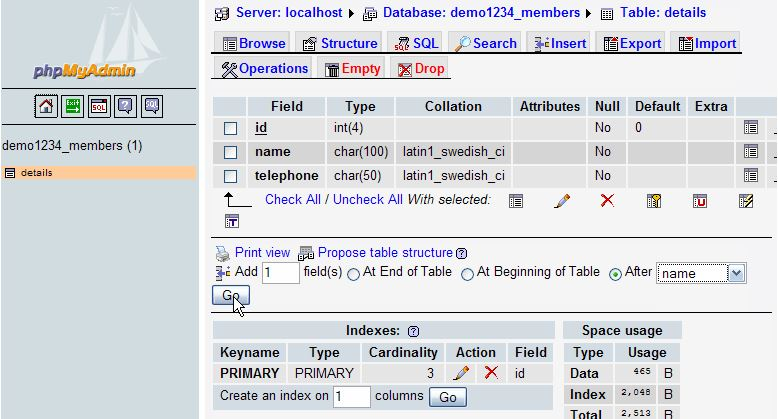 phpMyAdmin
SQL
SQL
demo1234_members (1)
details
Server: localhost Database: demo1234_members Table: details
Browse Structure SQL Search Insert Export Import
Operations Empty Drop
Field Type Collation Attributes Null Default Extra
id int(4) No 0
name char(100) latin1_swedish_ci No
telephone char(50) latin1_swedish_ci No
Check All / Uncheck All With selected:
Print view Propose table structure
Add 1 field(s) At End of Table At Beginning of Table After name
Go
Indexes:
Keyname Type Cardinality Action Field
PRIMARY PRIMARY 3 id
Create an index on 1 columns Go
Space usage
Type Usage
Data 465 B
Index 2,048 B
Total 2,513 B